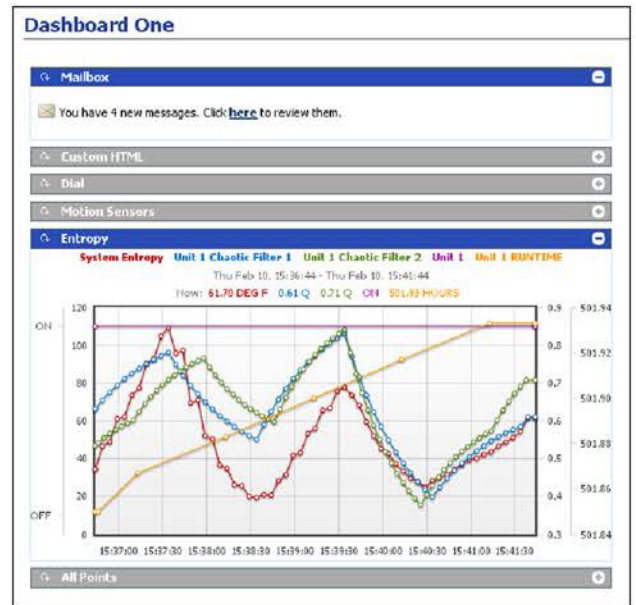 Dashboard One
Mailbox
You have 4 new messages. Click here to review them.
Custom HTML
Dial
Motion Sensors
Entropy
System Entropy Unit 1 Chaotic Filter 1 Unit 1 Chaotic Filter 2 Unit 1 Unit 1 RUNTIME
Thu Feb 10, 15:36:44 - Thu Feb 10, 15:41:44
Now: 61.70 DEG F 0.61 Q 0.71 Q ON 501.93 HOURS
120 0.9 501.94
ON
100 0.8 501.92
80 0.7 501.90
60 0.6
0.5 501.88
40
20 0.4 501.86
OFF
0 0.3 501.84
15:37:00 15:37:30 15:38:00 15:38:30 15:39:00 15:39:30 15:40:00 15:40:30 15:41:00 15:41:30
All Points